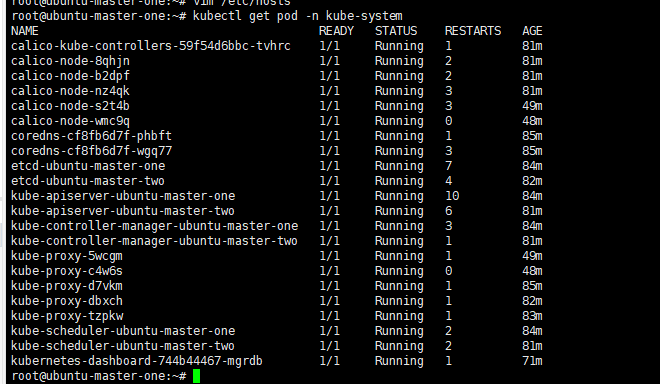 root@ubuntu-master-one:~# vim /etc/hosts
root@ubuntu-master-one:~# kubectl get pod -n kube-system
NAME READY STATUS RESTARTS AGE
calico-kube-controllers-59f54d6bbc-tvhrc 1/1 Running 1 81m
calico-node-8qhjn 1/1 Running 2 81m
calico-node-b2dpf 1/1 Running 2 81m
calico-node-nz4qk 1/1 Running 3 81m
calico-node-s2t4b 1/1 Running 3 49m
calico-node-wmc9q 1/1 Running 0 48m
coredns-cf8fb6d7f-phbft 1/1 Running 1 85m
coredns-cf8fb6d7f-wgq77 1/1 Running 3 85m
etcd-ubuntu-master-one 1/1 Running 7 84m
etcd-ubuntu-master-two 1/1 Running 4 82m
kube-apiserver-ubuntu-master-one 1/1 Running 10 84m
kube-apiserver-ubuntu-master-two 1/1 Running 6 81m
kube-controller-manager-ubuntu-master-one 1/1 Running 3 84m
kube-controller-manager-ubuntu-master-two 1/1 Running 1 81m
kube-proxy-5wcgm 1/1 Running 1 49m
kube-proxy-c4w6s 1/1 Running 0 48m
kube-proxy-d7vkm 1/1 Running 1 85m
kube-proxy-dbxch 1/1 Running 1 82m
kube-proxy-tzpkw 1/1 Running 1 83m
kube-scheduler-ubuntu-master-one 1/1 Running 2 84m
kube-scheduler-ubuntu-master-two 1/1 Running 2 81m
kubernetes-dashboard-744b44467-mgrdb 1/1 Running 1 71m
root@ubuntu-master-one:~#